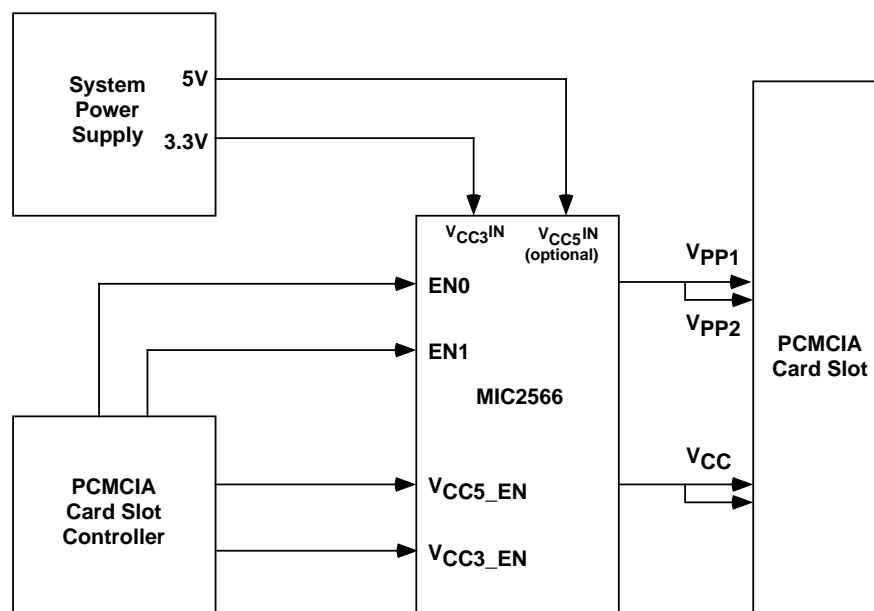 System
Power
Supply
5V
3.3V
VCC3IN
VCC5IN
(optional)
EN0
EN1
MIC2566
VCC5_EN
VCC3_EN
PCMCIA
Card Slot
Controller
VPP1
VPP2
VCC
PCMCIA
Card Slot